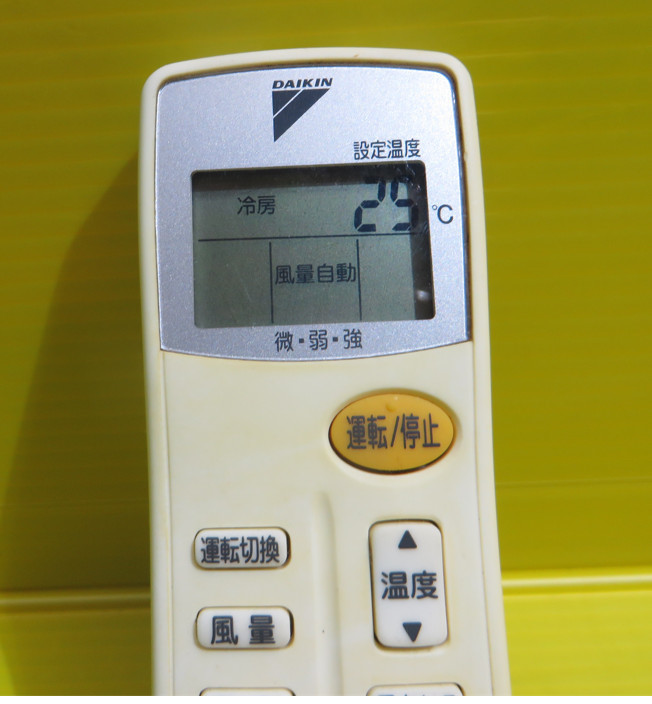 DAIKIN
設定温度
冷房 25 ℃
風量自動
微・弱・強
運転/停止
運転切換
温度
風量